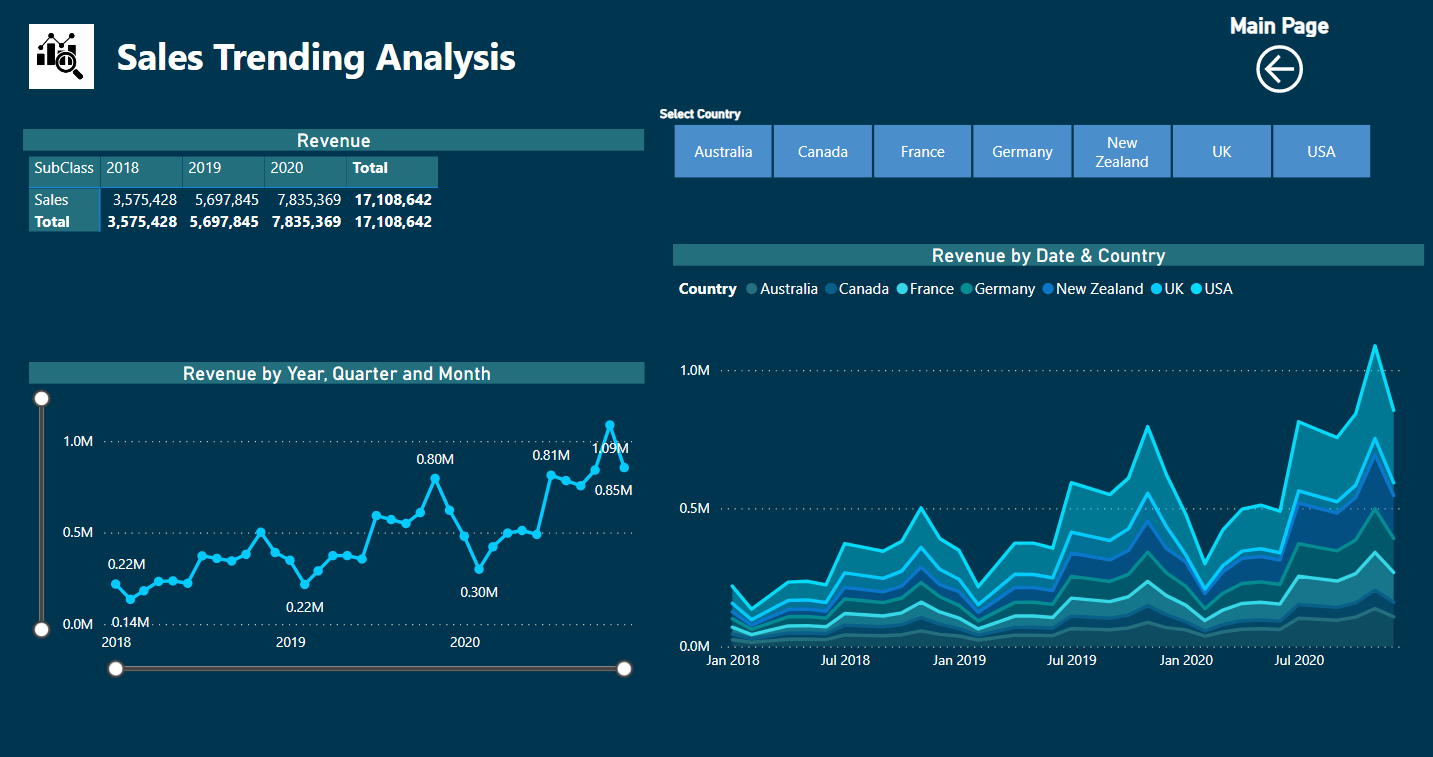 Sales Trending Analysis
Main Page
Select Country
Australia
Canada
France
Germany
New
Zealand
UK
USA
Revenue
SubClass 2018 2019 2020 Total
Sales 3,575,428 5,697,845 7,835,369 17,108,642
Total 3,575,428 5,697,845 7,835,369 17,108,642
Revenue by Year, Quarter and Month
1.0M
0.5M
0.0M
0.22M
0.14M
0.22M
0.80M
0.30M
0.81M
1.09M
0.85M
2018 2019 2020
Revenue by Date & Country
Country Australia Canada France Germany New Zealand UK USA
1.0M
0.5M
0.0M
Jan 2018 Jul 2018 Jan 2019 Jul 2019 Jan 2020 Jul 2020